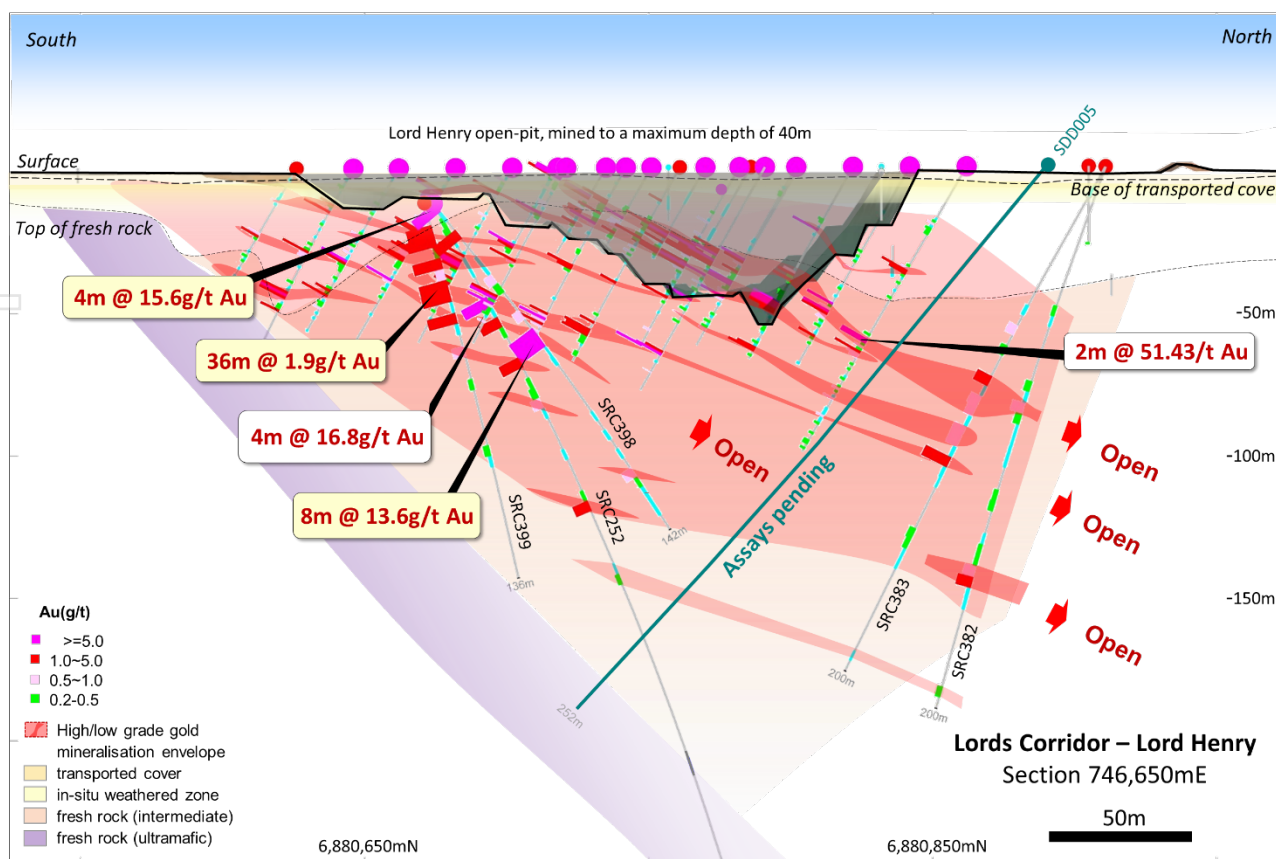 South
North
Lord Henry open-pit, mined to a maximum depth of 40m
SDD005
Surface
Base of transported cove
Top of fresh rock
4m @ 15.6g/t Au
-50m
36m @ 1.9g/t Au
2m @ 51.43/t Au
4m @ 16.8g/t Au
SRC398
Open
Open
-100m
8m @ 13.6g/t Au
SRC399
SRC252
142m
Assays pending
Open
136m
SRC383
-150m
SRC382
Open
Au(g/t)
>=5.0
1.0~5.0
0.5~1.0
0.2-0.5
200m
252m
200m
High/low grade gold
mineralisation envelope
transported cover
in-situ weathered zone
fresh rock (intermediate)
fresh rock (ultramafic)
Lords Corridor – Lord Henry
Section 746,650mE
50m
6,880,650mN
6,880,850mN